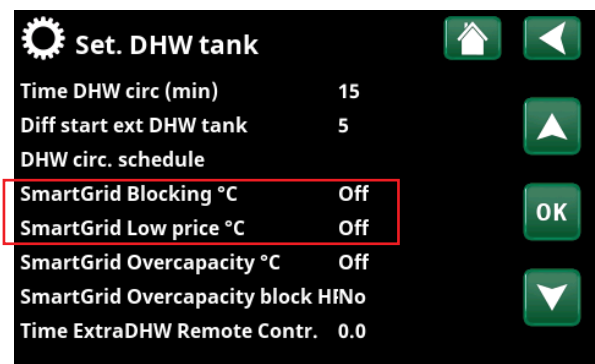 Set. DHW tank
Time DHW circ (min) 15
Diff start ext DHW tank 5
DHW circ. schedule
SmartGrid Blocking °C Off
SmartGrid Low price °C Off
OK
SmartGrid Overcapacity °C Off
SmartGrid Overcapacity block HPNo
Time ExtraDHW Remote Contr. 0.0